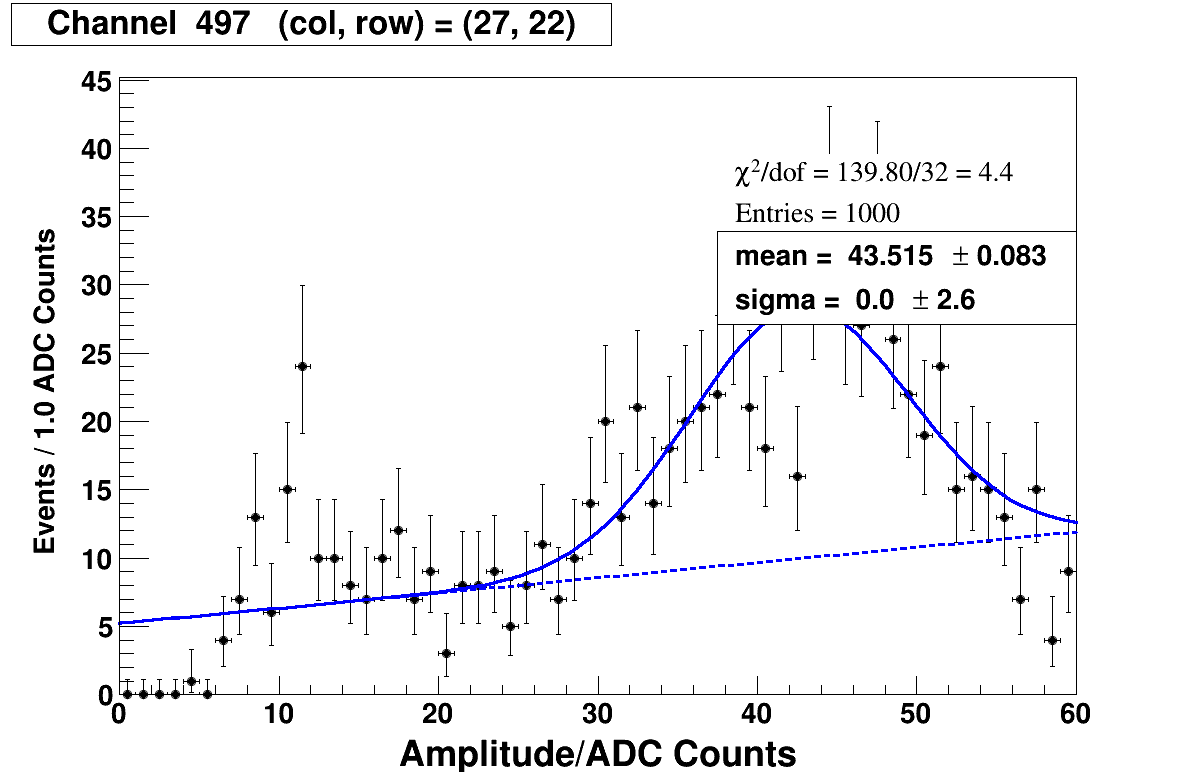 Channel 497 (col, row) = (27, 22)
45
40
35
30
25
20
15
10
5
0
Events / 1.0 ADC Counts
χ²/dof = 139.80/32 = 4.4
Entries = 1000
mean = 43.515 ± 0.083
sigma = 0.0 ± 2.6
0 10 20 30 40 50 60
Amplitude/ADC Counts